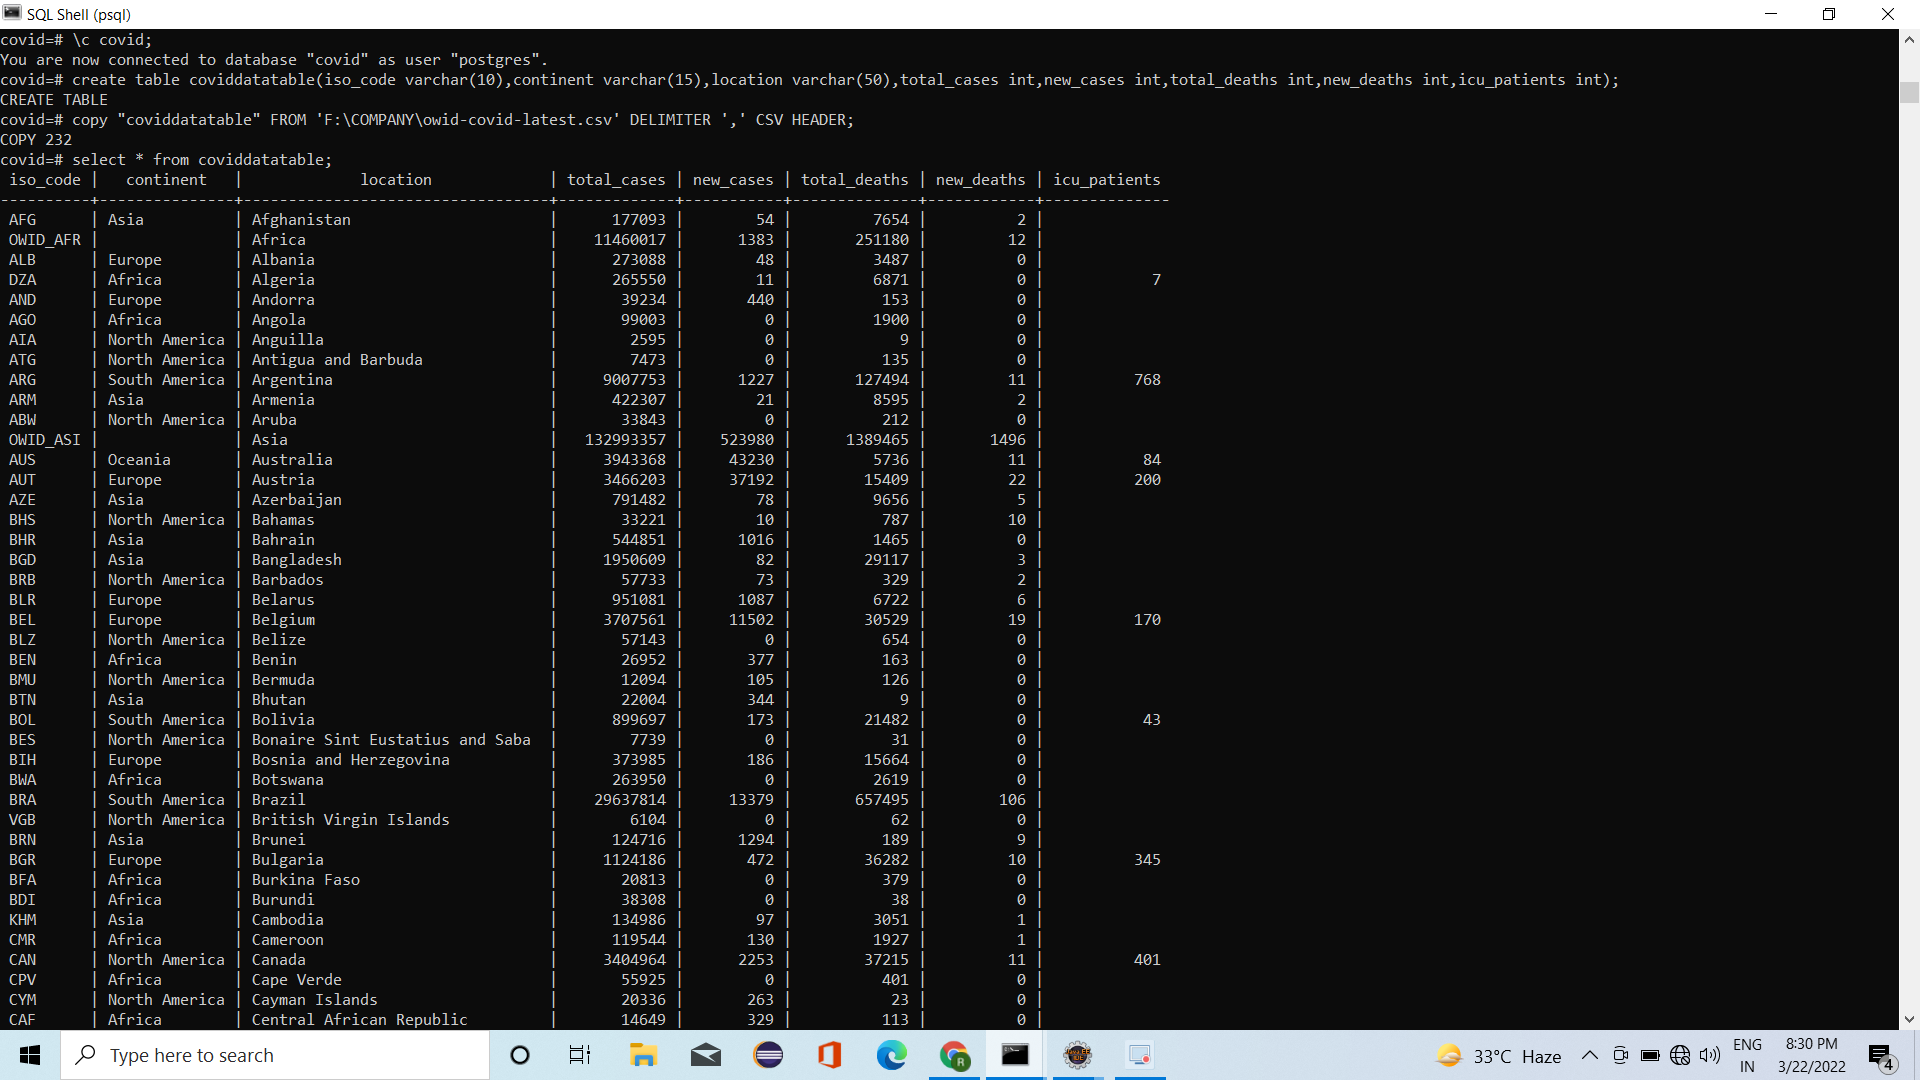 SQL Shell (psql)
covid=# \c covid;
You are now connected to database "covid" as user "postgres".
covid=# create table coviddatatable(iso_code varchar(10),continent varchar(15),location varchar(50),total_cases int,new_cases int,total_deaths int,new_deaths int,icu_patients int);
CREATE TABLE
covid=# copy "coviddatatable" FROM 'F:\COMPANY\owid-covid-latest.csv' DELIMITER ',' CSV HEADER;
COPY 232
covid=# select * from coviddatatable;
iso_code | continent | location | total_cases | new_cases | total_deaths | new_deaths | icu_patients
----------+---------------+----------------------------------+-------------+-----------+--------------+------------+--------------
AFG | Asia | Afghanistan | 177093 | 54 | 7654 | 2 |
OWID_AFR | | Africa | 11460017 | 1383 | 251180 | 12 |
ALB | Europe | Albania | 273088 | 48 | 3487 | 0 |
DZA | Africa | Algeria | 265550 | 11 | 6871 | 0 | 7
AND | Europe | Andorra | 39234 | 440 | 153 | 0 |
AGO | Africa | Angola | 99003 | 0 | 1900 | 0 |
AIA | North America | Anguilla | 2595 | 0 | 9 | 0 |
ATG | North America | Antigua and Barbuda | 7473 | 0 | 135 | 0 |
ARG | South America | Argentina | 9007753 | 1227 | 127494 | 11 | 768
ARM | Asia | Armenia | 422307 | 21 | 8595 | 2 |
ABW | North America | Aruba | 33843 | 0 | 212 | 0 |
OWID_ASI | | Asia | 132993357 | 523980 | 1389465 | 1496 |
AUS | Oceania | Australia | 3943368 | 43230 | 5736 | 11 | 84
AUT | Europe | Austria | 3466203 | 37192 | 15409 | 22 | 200
AZE | Asia | Azerbaijan | 791482 | 78 | 9656 | 5 |
BHS | North America | Bahamas | 33221 | 10 | 787 | 10 |
BHR | Asia | Bahrain | 544851 | 1016 | 1465 | 0 |
BGD | Asia | Bangladesh | 1950609 | 82 | 29117 | 3 |
BRB | North America | Barbados | 57733 | 73 | 329 | 2 |
BLR | Europe | Belarus | 951081 | 1087 | 6722 | 6 |
BEL | Europe | Belgium | 3707561 | 11502 | 30529 | 19 | 170
BLZ | North America | Belize | 57143 | 0 | 654 | 0 |
BEN | Africa | Benin | 26952 | 377 | 163 | 0 |
BMU | North America | Bermuda | 12094 | 105 | 126 | 0 |
BTN | Asia | Bhutan | 22004 | 344 | 9 | 0 |
BOL | South America | Bolivia | 899697 | 173 | 21482 | 0 | 43
BES | North America | Bonaire Sint Eustatius and Saba | 7739 | 0 | 31 | 0 |
BIH | Europe | Bosnia and Herzegovina | 373985 | 186 | 15664 | 0 |
BWA | Africa | Botswana | 263950 | 0 | 2619 | 0 |
BRA | South America | Brazil | 29637814 | 13379 | 657495 | 106 |
VGB | North America | British Virgin Islands | 6104 | 0 | 62 | 0 |
BRN | Asia | Brunei | 124716 | 1294 | 189 | 9 |
BGR | Europe | Bulgaria | 1124186 | 472 | 36282 | 10 | 345
BFA | Africa | Burkina Faso | 20813 | 0 | 379 | 0 |
BDI | Africa | Burundi | 38308 | 0 | 38 | 0 |
KHM | Asia | Cambodia | 134986 | 97 | 3051 | 1 |
CMR | Africa | Cameroon | 119544 | 130 | 1927 | 1 |
CAN | North America | Canada | 3404964 | 2253 | 37215 | 11 | 401
CPV | Africa | Cape Verde | 55925 | 0 | 401 | 0 |
CYM | North America | Cayman Islands | 20336 | 263 | 23 | 0 |
CAF | Africa | Central African Republic | 14649 | 329 | 113 | 0 |
Type here to search
R
33°C Haze
ENG
IN
8:30 PM
3/22/2022
4